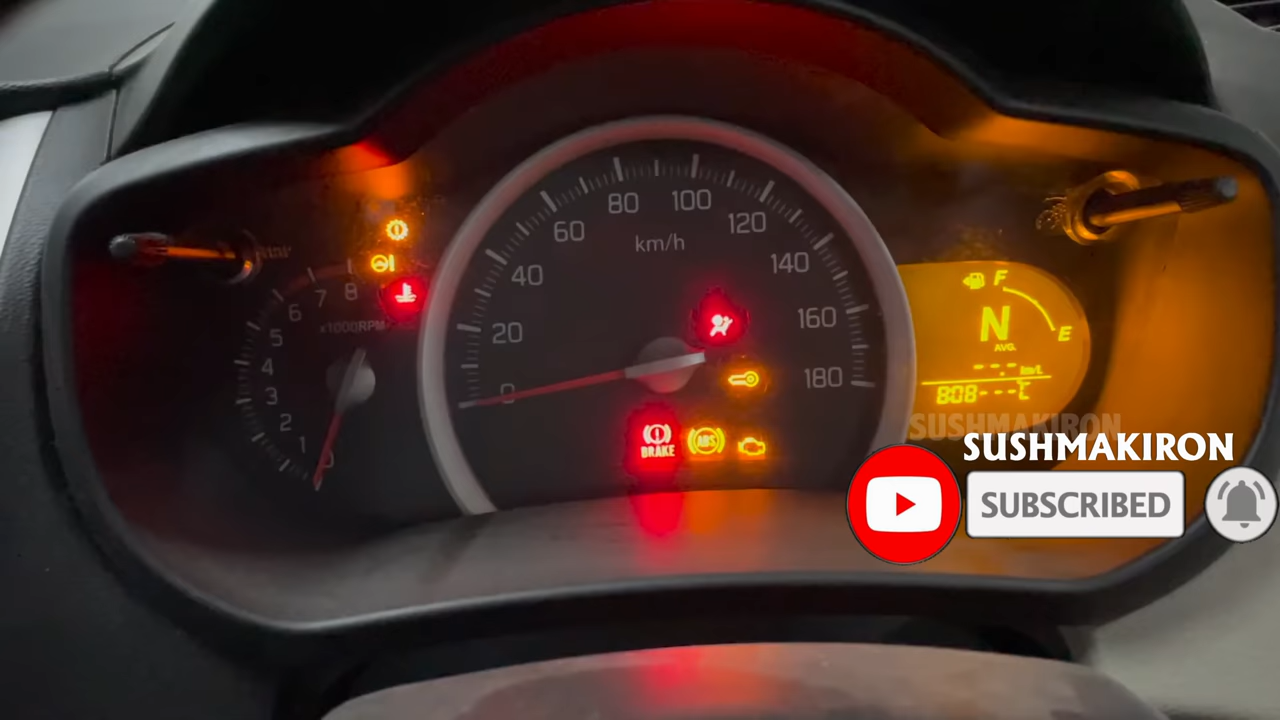 0
20
40
60
80
100
120
140
160
180
km/h
1
2
3
4
5
6
7
8
x1000RPM
BRAKE
ABS
F
E
N
AVG.
--.- km/L
808---℃
SUSHMAKIRON
SUSHMAKIRON
SUBSCRIBED